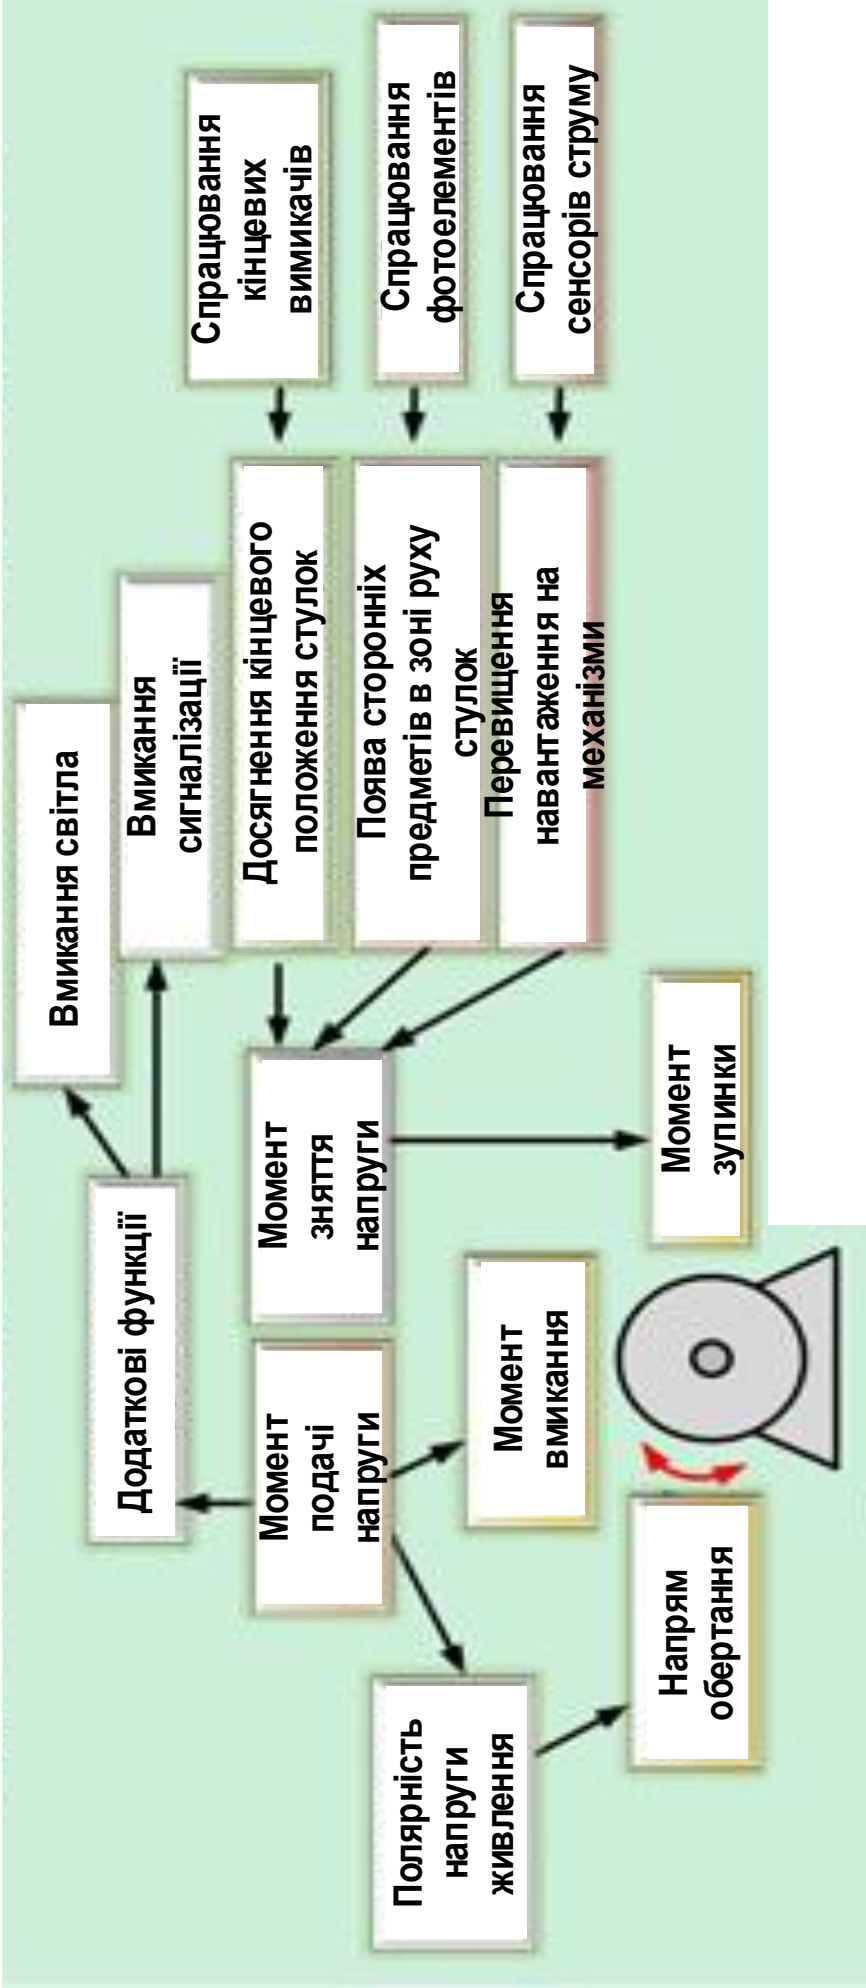 Вмикання світла
Додаткові функції
Вмикання
сигналізації
Спрацювання
кінцевих
вимикачів
Досягнення кінцевого
положення стулок
Момент
подачі
напруги
Момент
зняття
напруги
Поява сторонніх
предметів в зоні руху
стулок
Спрацювання
фотоелементів
Полярність
напруги
живлення
Момент
вмикання
Перевищення
навантаження на
механізми
Спрацювання
сенсорів струму
Напрям
обертання
Момент
зупинки